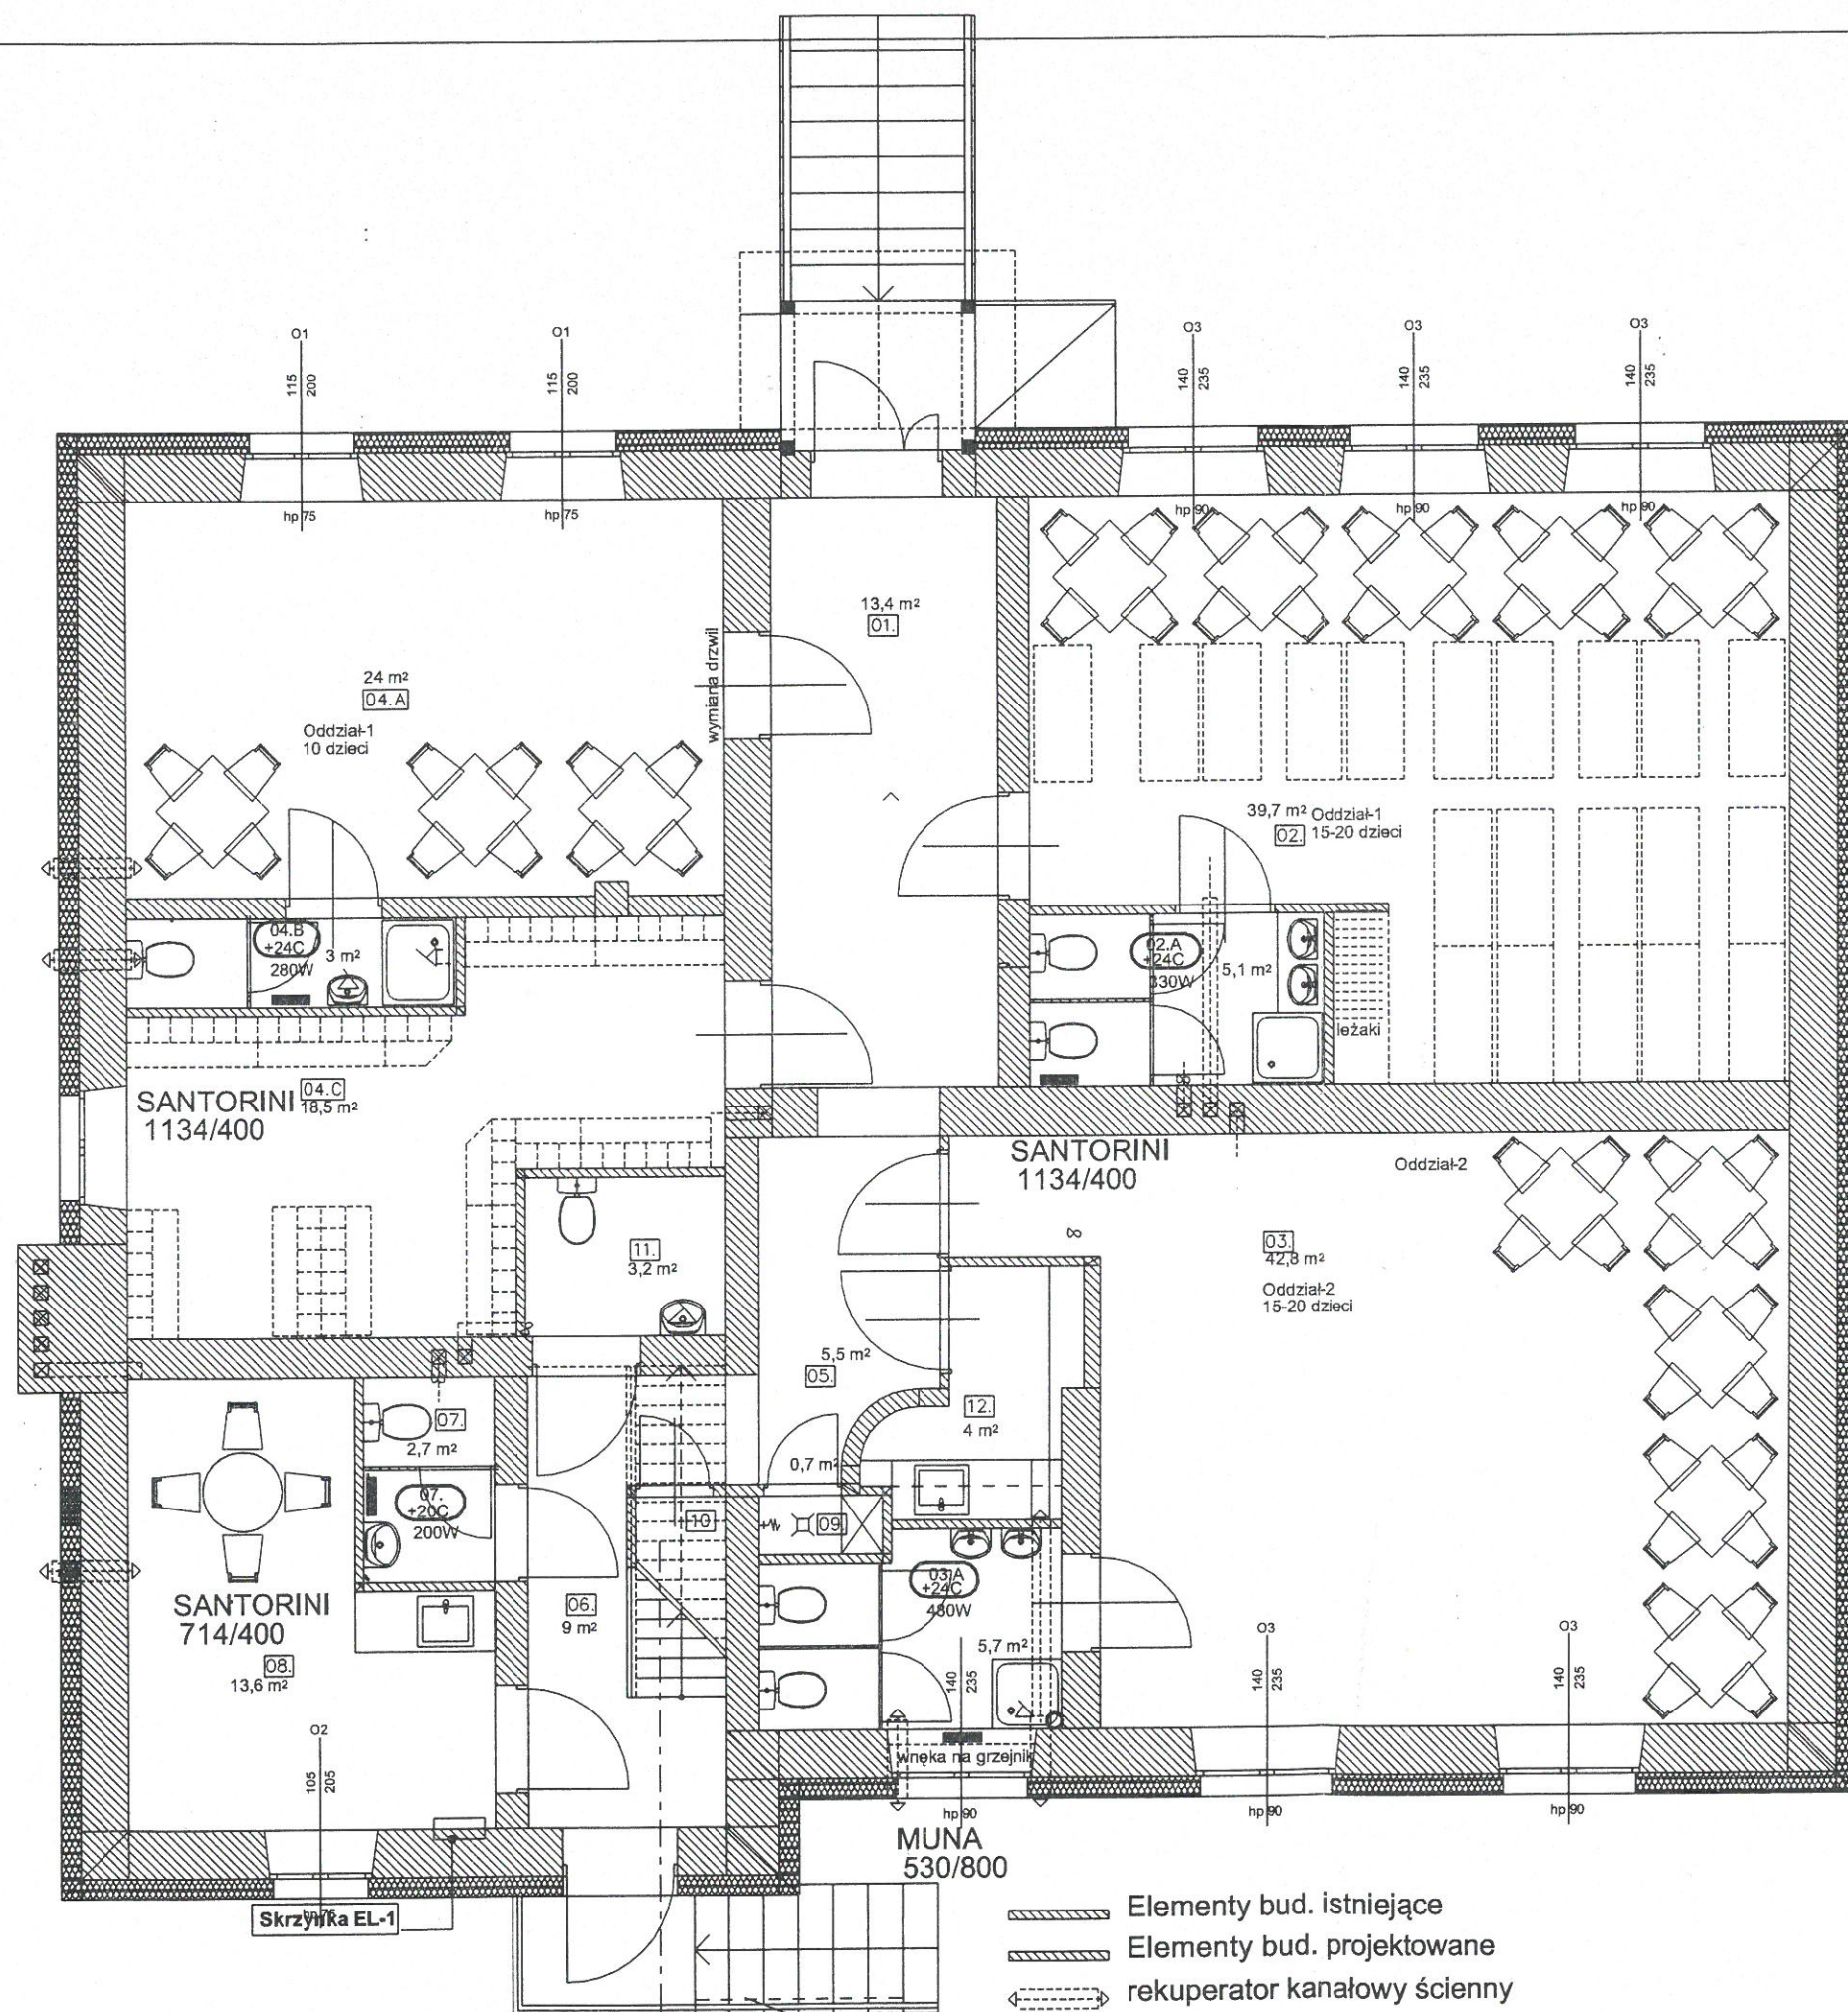 O1
115
200
O1
115
200
O3
140
235
O3
140
235
O3
140
235
hp 75
hp 75
hp 90
hp 90
hp 90
13,4 m²
01.
wymiana drzwi!
24 m²
04.A
Oddział-1
10 dzieci
39,7 m²
02.
Oddział-1
15-20 dzieci
04.B
+24C
280W
3 m²
02.A
+24C
330W
5,1 m²
leżaki
SANTORINI
1134/400
04.C
18,5 m²
SANTORINI
1134/400
Oddział-2
11.
3,2 m²
03.
42,8 m²
Oddział-2
15-20 dzieci
5,5 m²
05.
12.
4 m²
07.
2,7 m²
0,7 m²
07.
+20C
200W
10
09
03.A
+24C
480W
SANTORINI
714/400
06.
9 m²
08.
13,6 m²
5,7 m²
140
235
O3
140
235
O3
140
235
O2
105
205
wnęka na grzejnik
hp 90
hp 90
hp 90
MUNA
530/800
hp 75
Skrzynka EL-1
Elementy bud. istniejące
Elementy bud. projektowane
rekuperator kanałowy ścienny